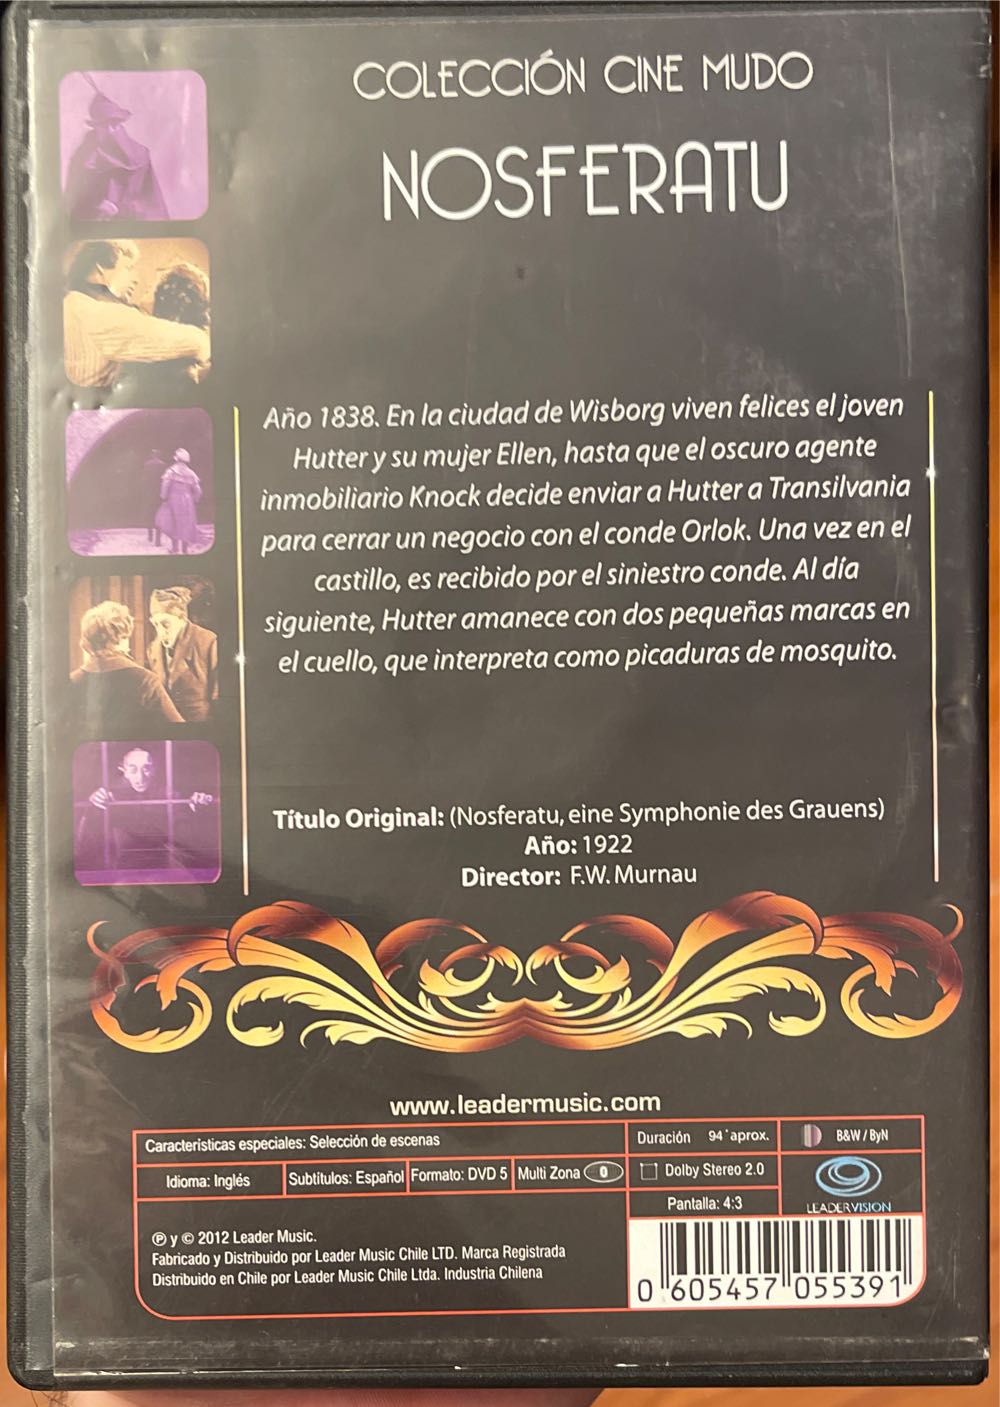 COLECCIÓN CINE MUDO
NOSFERATU
Año 1838. En la ciudad de Wisborg viven felices el joven
Hutter y su mujer Ellen, hasta que el oscuro agente
inmobiliario Knock decide enviar a Hutter a Transilvania
para cerrar un negocio con el conde Orlok. Una vez en el
castillo, es recibido por el siniestro conde. Al día
siguiente, Hutter amanece con dos pequeñas marcas en
el cuello, que interpreta como picaduras de mosquito.
Título Original: (Nosferatu, eine Symphonie des Grauens)
Año: 1922
Director: F.W. Murnau
www.leadermusic.com
Caracteristicas especiales: Selección de escenas
Duración 94´aprox.
B&W / ByN
Idioma: Inglés
Subtítulos: Español
Formato: DVD 5
Multi Zona 0
Dolby Stereo 2.0
Pantalla: 4:3
LEADERVISION
℗ y © 2012 Leader Music.
Fabricado y Distribuido por Leader Music Chile LTD. Marca Registrada
Distribuido en Chile por Leader Music Chile Ltda. Industria Chilena
0 605457 055391